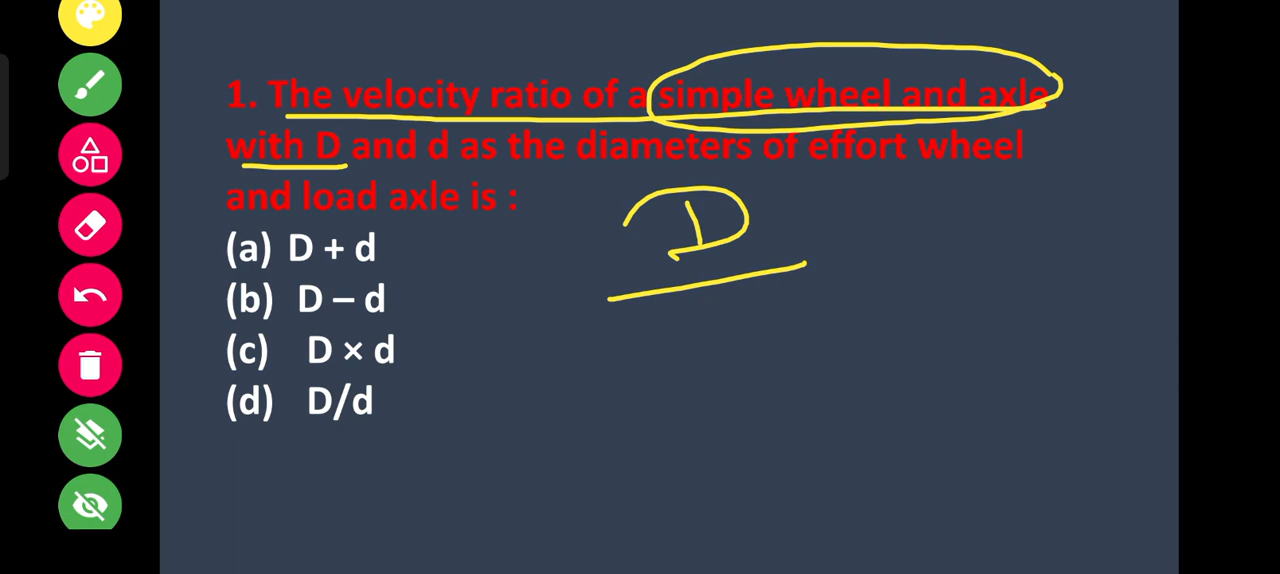 1. The velocity ratio of a simple wheel and axle
with D and d as the diameters of effort wheel
and load axle is :
D
(a) D + d
(b) D – d
(c) D × d
(d) D/d